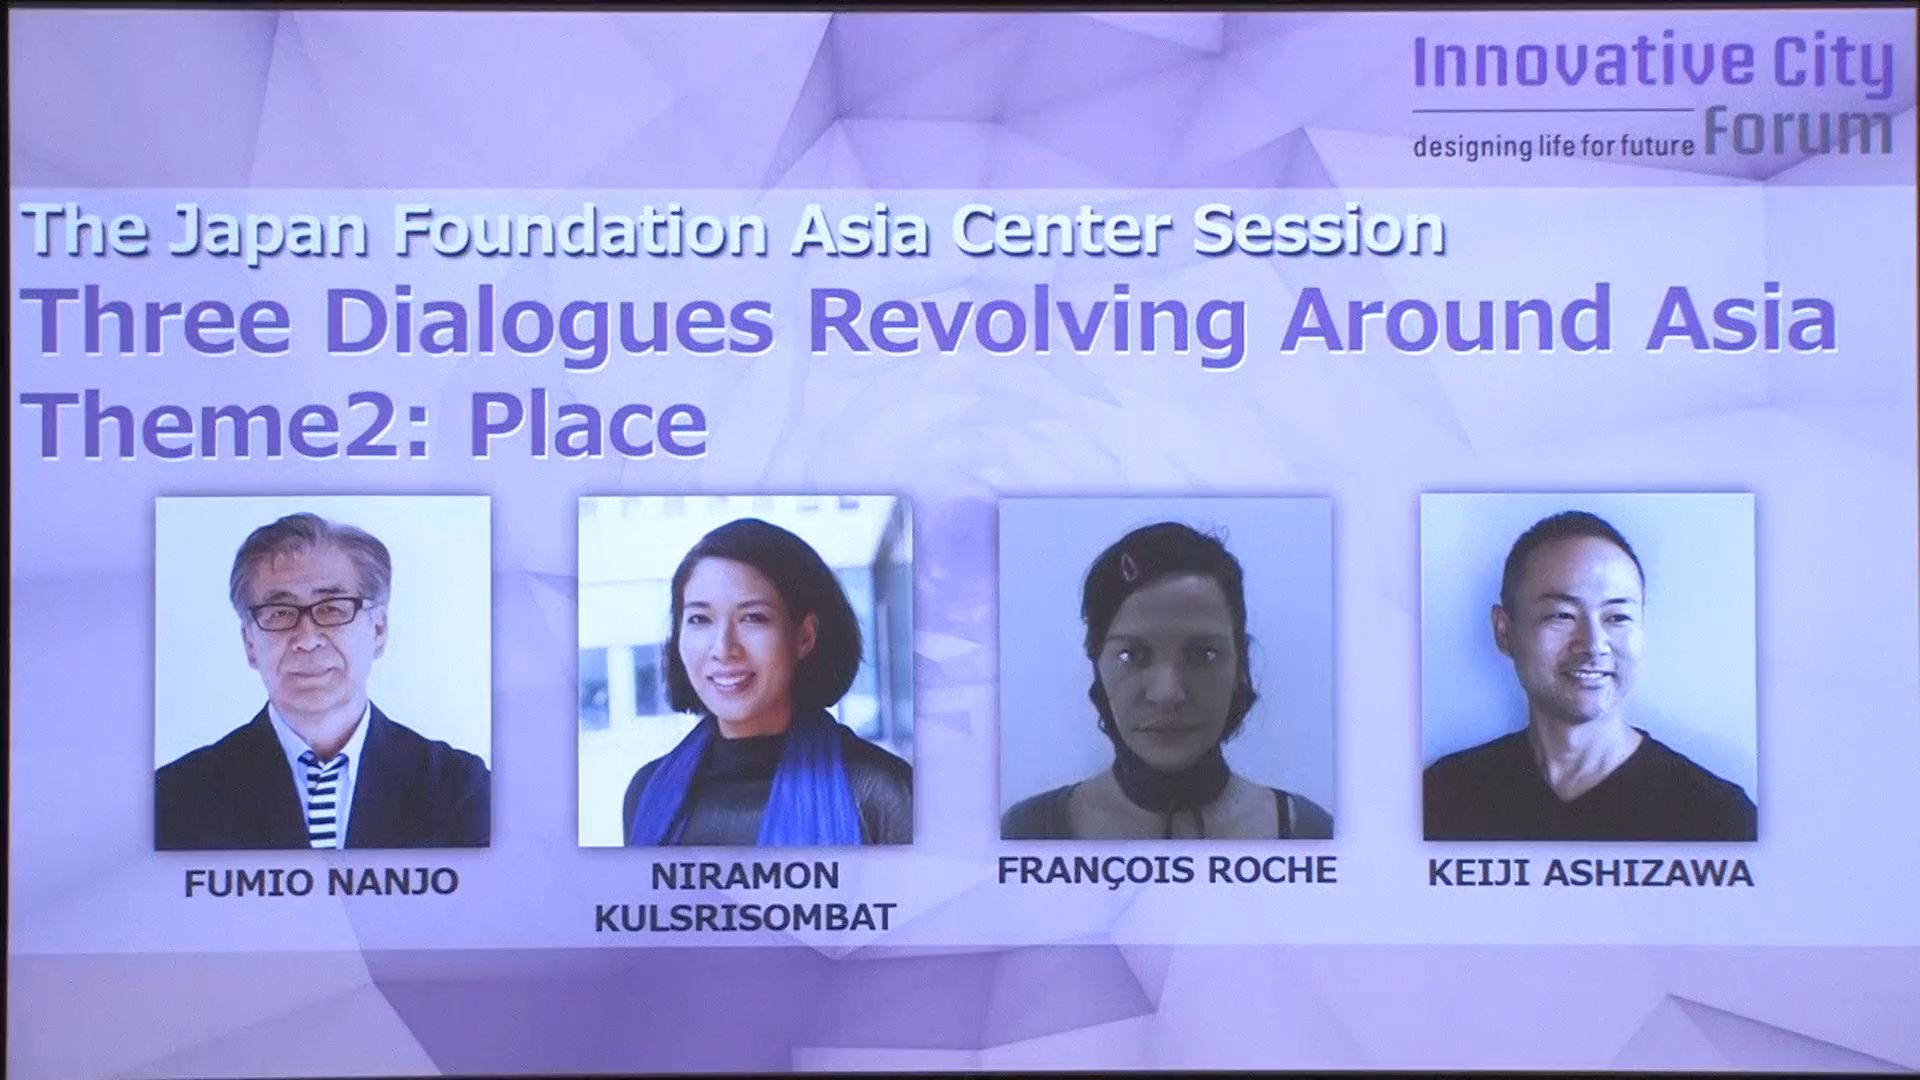 Innovative City
designing life for future Forum
The Japan Foundation Asia Center Session
Three Dialogues Revolving Around Asia
Theme2: Place
FUMIO NANJO
NIRAMON
KULSRISOMBAT
FRANÇOIS ROCHE
KEIJI ASHIZAWA